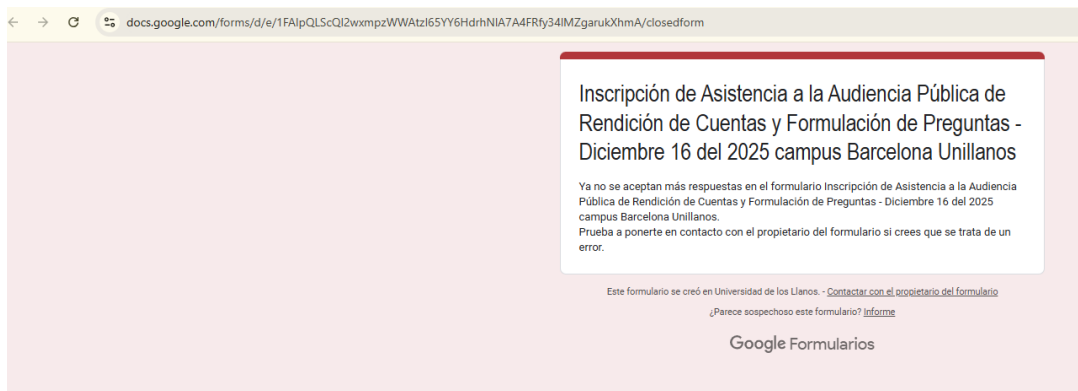 docs.google.com/forms/d/e/1FAIpQLScQl2wxmpzWWAtzI65YY6HdrhNIA7A4FRfy34lMZgarukXhmA/closedform
Inscripción de Asistencia a la Audiencia Pública de
Rendición de Cuentas y Formulación de Preguntas -
Diciembre 16 del 2025 campus Barcelona Unillanos
Ya no se aceptan más respuestas en el formulario Inscripción de Asistencia a la Audiencia
Pública de Rendición de Cuentas y Formulación de Preguntas - Diciembre 16 del 2025
campus Barcelona Unillanos.
Prueba a ponerte en contacto con el propietario del formulario si crees que se trata de un
error.
Este formulario se creó en Universidad de los Llanos. - Contactar con el propietario del formulario
¿Parece sospechoso este formulario? Informe
Google Formularios